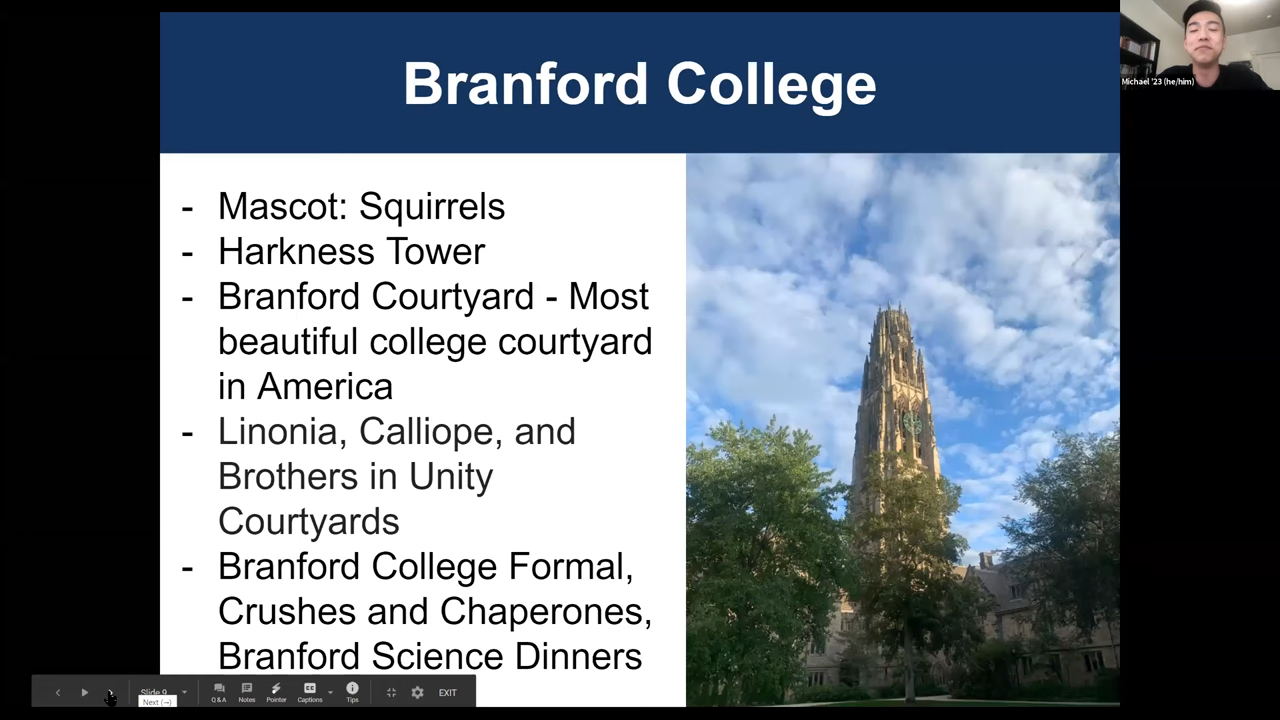 Branford College
Michael '23 (he/him)
- Mascot: Squirrels
- Harkness Tower
- Branford Courtyard - Most
beautiful college courtyard
in America
- Linonia, Calliope, and
Brothers in Unity
Courtyards
- Branford College Formal,
Crushes and Chaperones,
Branford Science Dinners
Slide 9
Q & A Notes Pointer Captions Tips EXIT
Next (→)